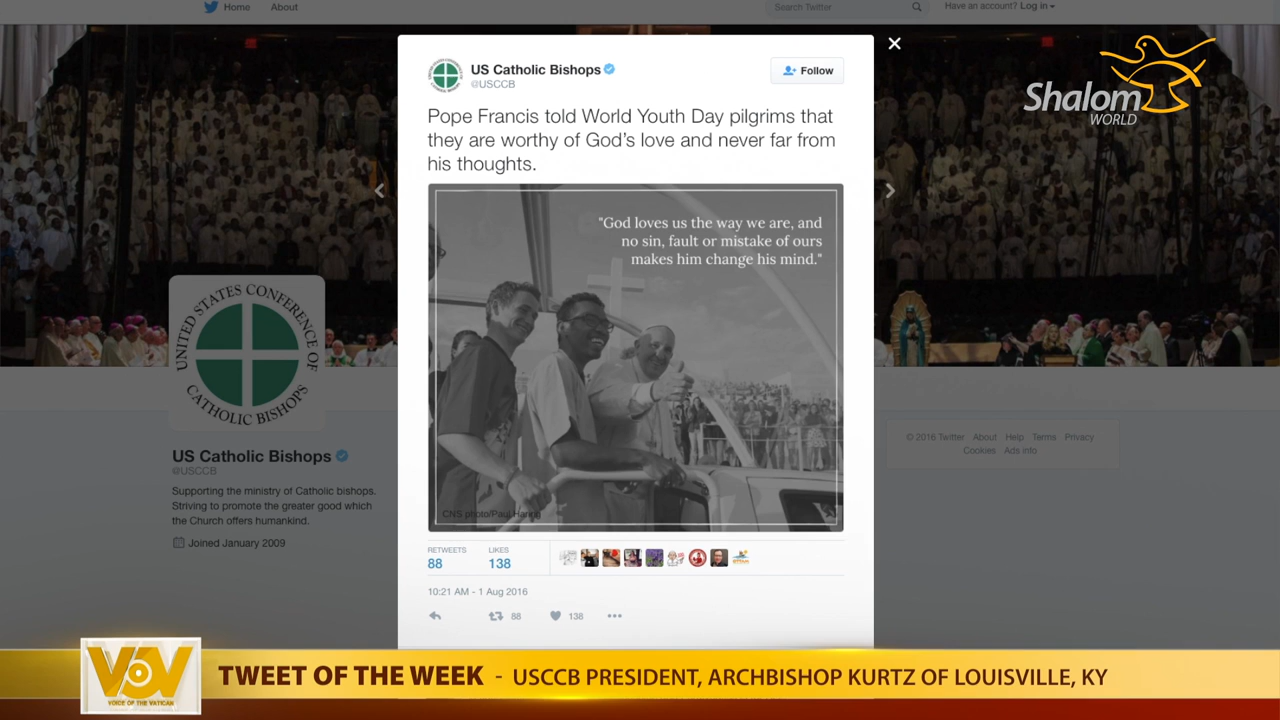 Home About
Search Twitter
Have an account? Log in
US Catholic Bishops
@USCCB
Follow
Shalom
WORLD
Pope Francis told World Youth Day pilgrims that
they are worthy of God's love and never far from
his thoughts.
"God loves us the way we are, and
no sin, fault or mistake of ours
makes him change his mind."
CNS photo/Paul Haring
UNITED STATES CONFERENCE OF
CATHOLIC BISHOPS
US Catholic Bishops
@USCCB
Supporting the ministry of Catholic bishops.
Striving to promote the greater good which
the Church offers humankind.
Joined January 2009
© 2016 Twitter About Help Terms Privacy
Cookies Ads info
RETWEETS LIKES
88 138
10:21 AM - 1 Aug 2016
88 138
VOV
VOICE OF THE VATICAN
TWEET OF THE WEEK - USCCB PRESIDENT, ARCHBISHOP KURTZ OF LOUISVILLE, KY